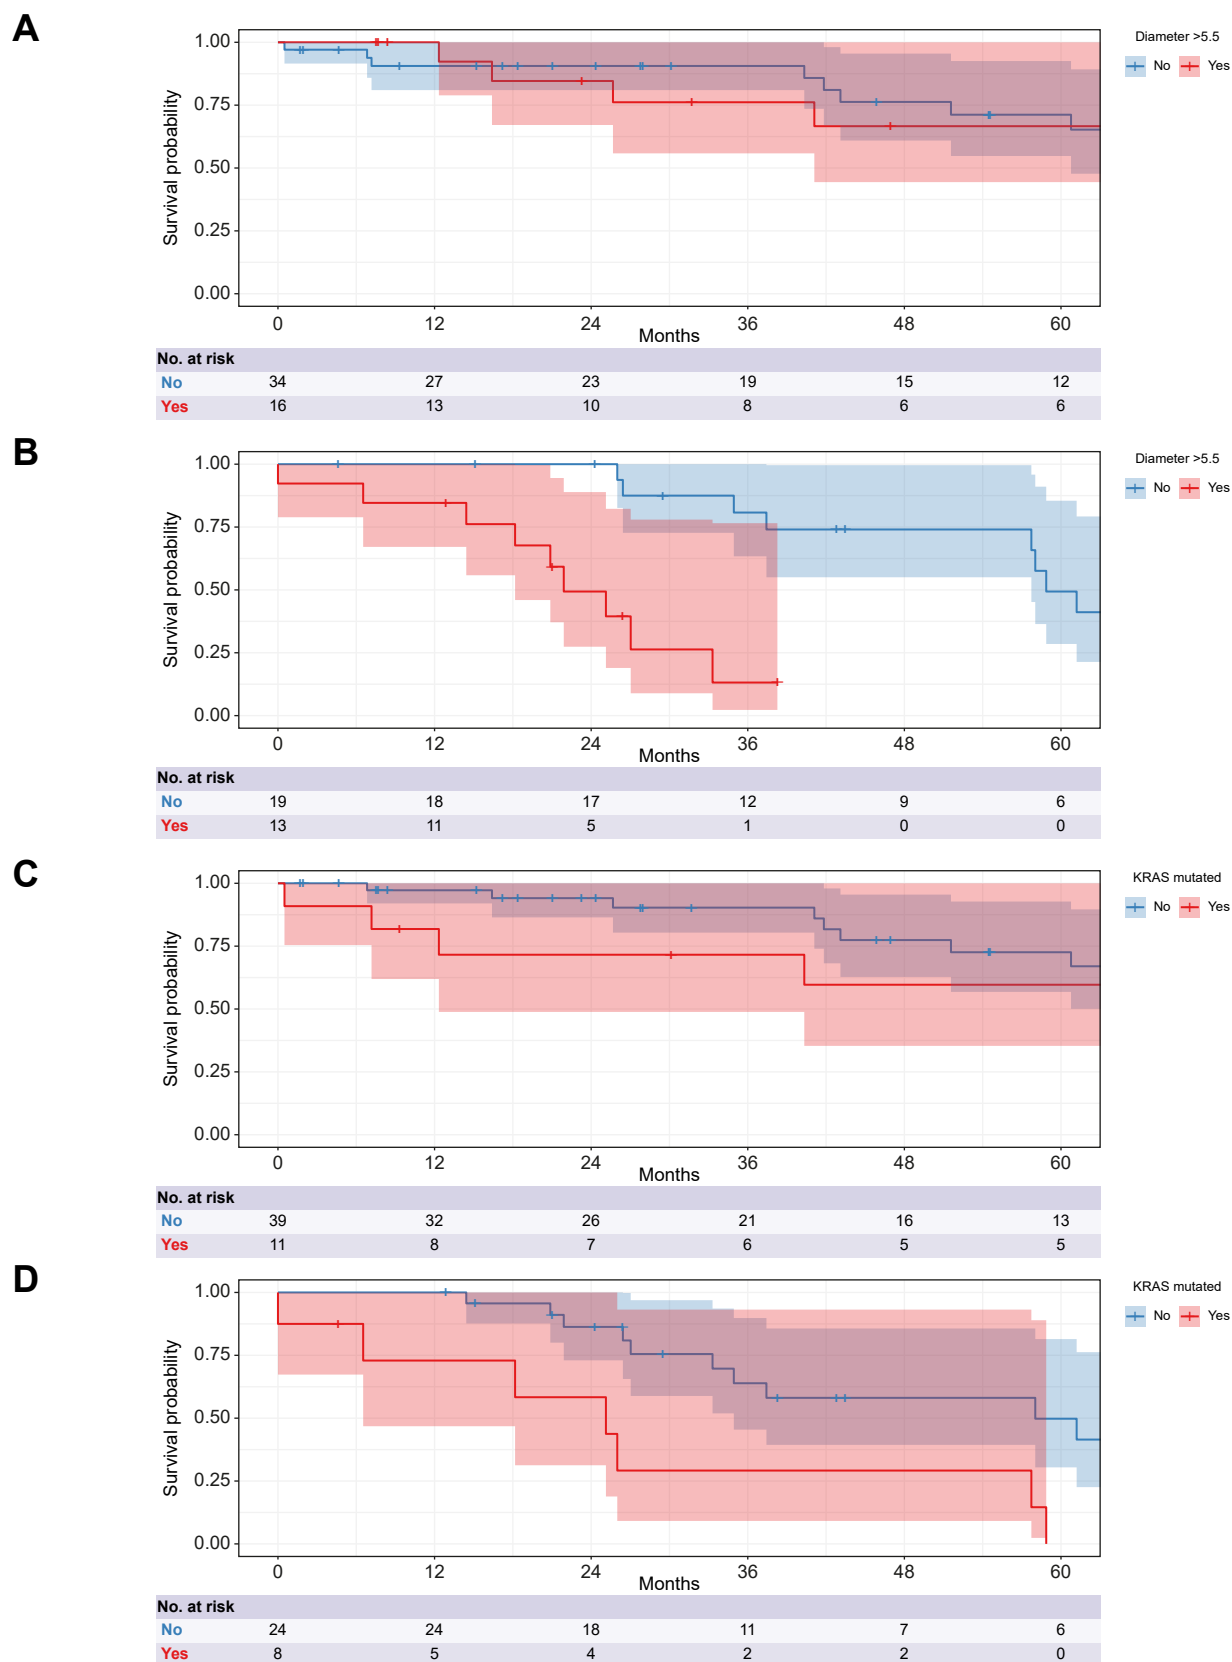 A
Diameter >5.5
No Yes
Survival probability
1.00
0.75
0.50
0.25
0.00
0 12 24 36 48 60
Months
No. at risk
No 34 27 23 19 15 12
Yes 16 13 10 8 6 6
B
Diameter >5.5
No Yes
Survival probability
1.00
0.75
0.50
0.25
0.00
0 12 24 36 48 60
Months
No. at risk
No 19 18 17 12 9 6
Yes 13 11 5 1 0 0
C
KRAS mutated
No Yes
Survival probability
1.00
0.75
0.50
0.25
0.00
0 12 24 36 48 60
Months
No. at risk
No 39 32 26 21 16 13
Yes 11 8 7 6 5 5
D
KRAS mutated
No Yes
Survival probability
1.00
0.75
0.50
0.25
0.00
0 12 24 36 48 60
Months
No. at risk
No 24 24 18 11 7 6
Yes 8 5 4 2 2 0